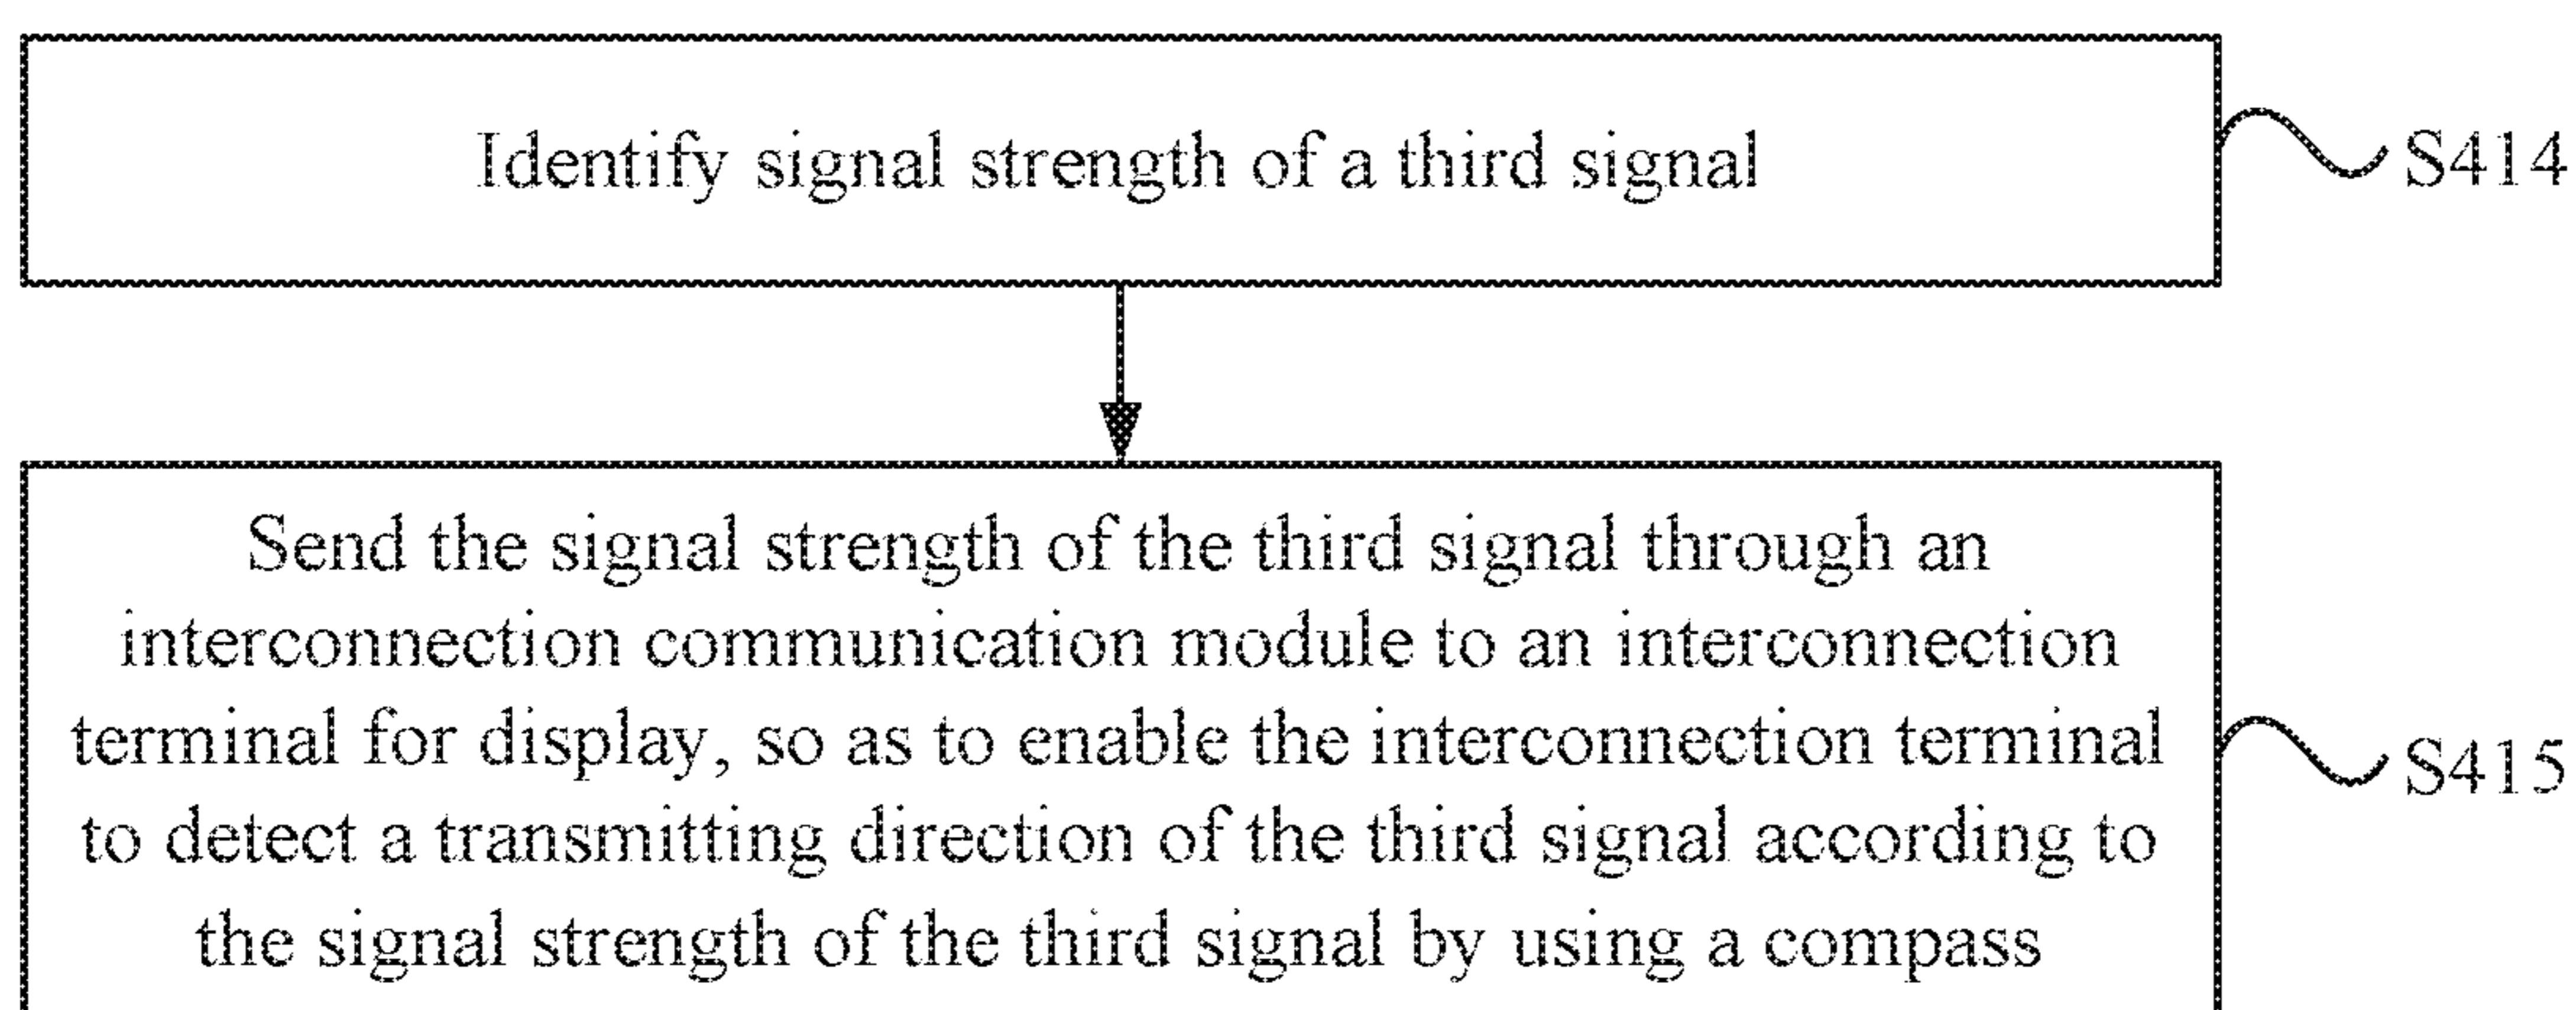 Identify signal strength of a third signal
S414
Send the signal strength of the third signal through an
interconnection communication module to an interconnection
terminal for display, so as to enable the interconnection terminal
to detect a transmitting direction of the third signal according to
the signal strength of the third signal by using a compass
S415